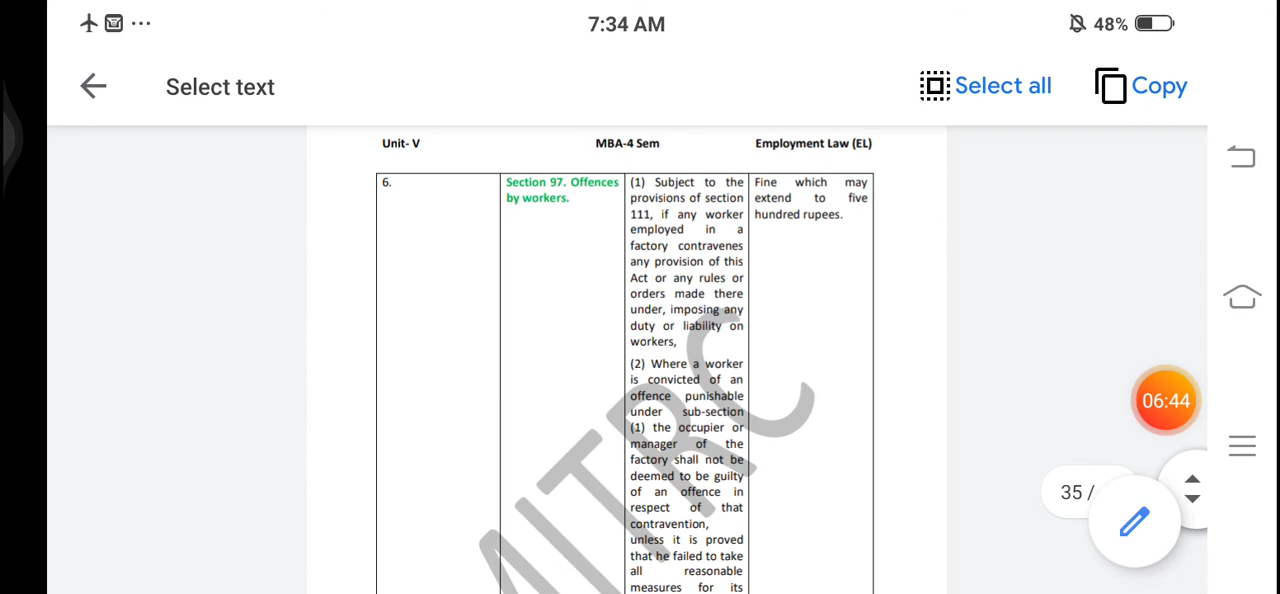 7:34 AM
48%
Select text
Select all
Copy
Unit- V
MBA-4 Sem
Employment Law (EL)
6.
Section 97. Offences
by workers.
(1) Subject to the
provisions of section
111, if any worker
employed in a
factory contravenes
any provision of this
Act or any rules or
orders made there
under, imposing any
duty or liability on
workers,
(2) Where a worker
is convicted of an
offence punishable
under sub-section
(1) the occupier or
manager of the
factory shall not be
deemed to be guilty
of an offence in
respect of that
contravention,
unless it is proved
that he failed to take
all reasonable
measures for its
Fine which may
extend to five
hundred rupees.
MITRC
06:44
35 /